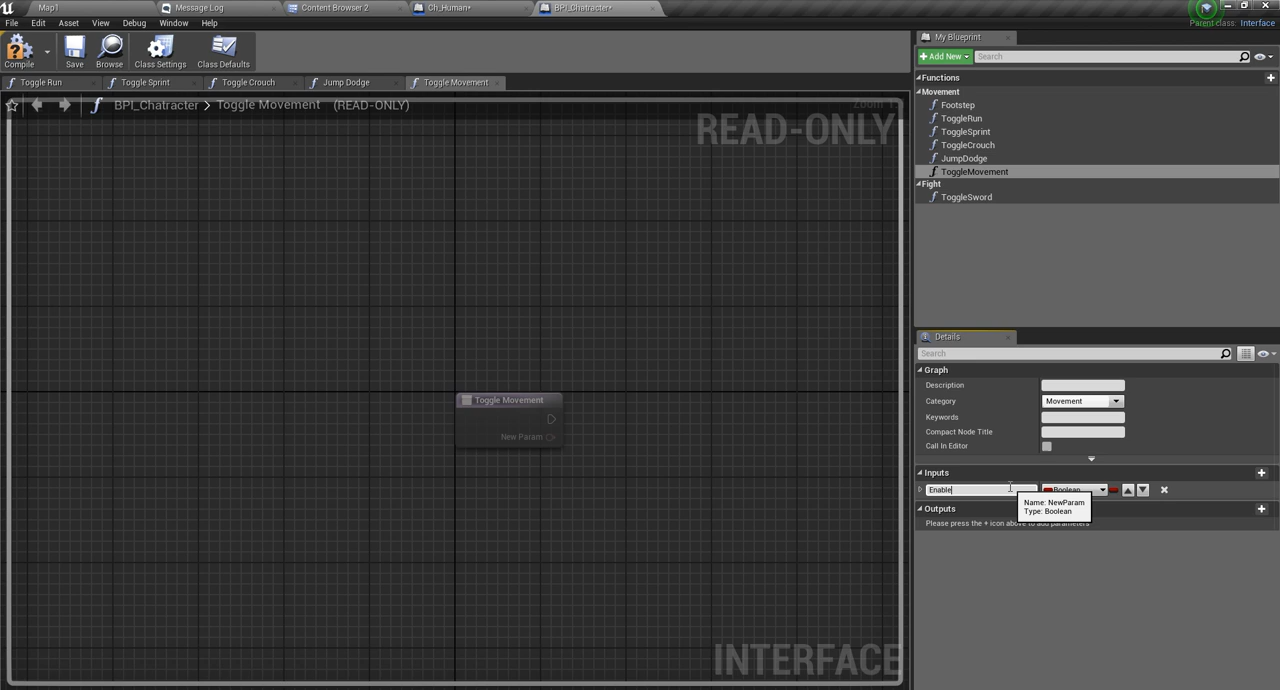 Map1
Message Log
Content Browser 2
Ch_Human*
BPI_Chatracter*
File Edit Asset View Debug Window Help
Parent class: Interface
Compile
Save
Browse
Class Settings
Class Defaults
My Blueprint
Add New
Search
Toggle Run
Toggle Sprint
Toggle Crouch
Jump Dodge
Toggle Movement
BPI_Chatracter > Toggle Movement (READ-ONLY)
READ-ONLY
Functions
Movement
Footstep
ToggleRun
ToggleSprint
ToggleCrouch
JumpDodge
ToggleMovement
Fight
ToggleSword
Details
Search
Graph
Description
Category Movement
Keywords
Compact Node Title
Call In Editor
Toggle Movement
New Param
Inputs
Enable Boolean
Name: NewParam
Type: Boolean
Outputs
Please press the + icon above to add parameters
INTERFACE